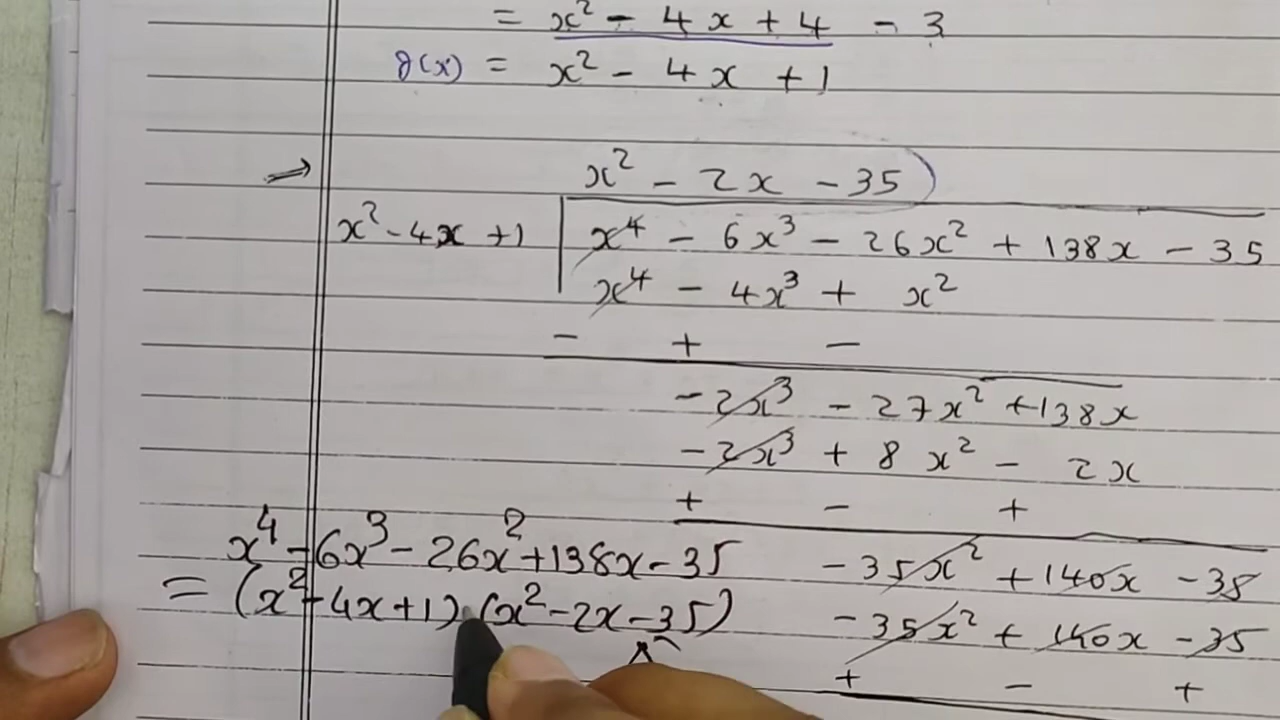 = x² - 4x + 4 - 3
g(x) = x² - 4x + 1
⇒ x² - 2x - 35)
x² - 4x + 1 | x⁴ - 6x³ - 26x² + 138x - 35
x⁴ - 4x³ + x²
- + -
-2x³ - 27x² + 138x
-2x³ + 8x² - 2x
+ - +
-35x² + 140x - 35
-35x² + 140x - 35
+ - +
x⁴ - 6x³ - 26x² + 138x - 35
= (x² - 4x + 1) (x² - 2x - 35)